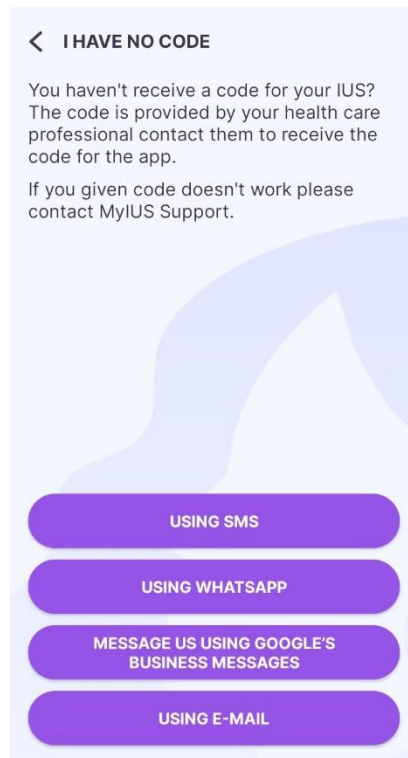 I HAVE NO CODE
You haven't receive a code for your IUS?
The code is provided by your health care
professional contact them to receive the
code for the app.
If you given code doesn't work please
contact MyIUS Support.
USING SMS
USING WHATSAPP
MESSAGE US USING GOOGLE’S
BUSINESS MESSAGES
USING E-MAIL